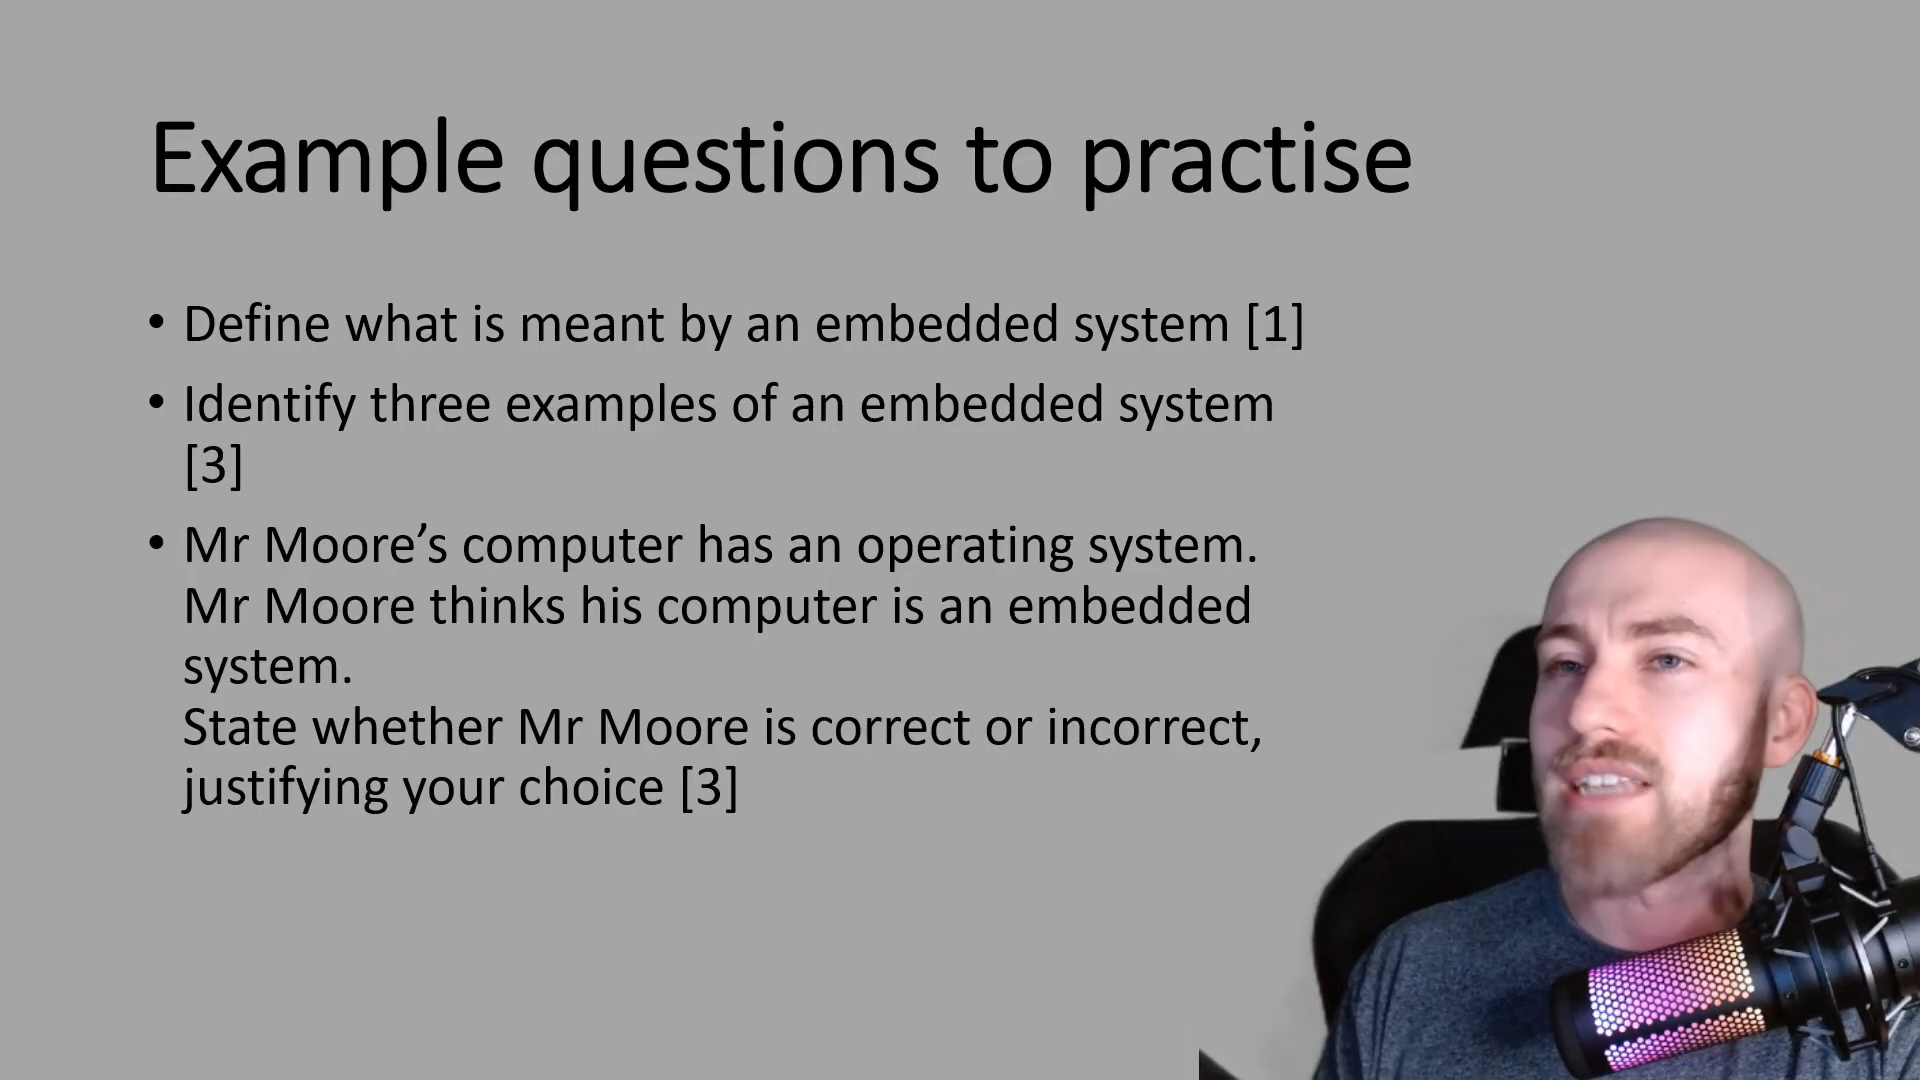 Example questions to practise
• Define what is meant by an embedded system [1]
• Identify three examples of an embedded system
[3]
• Mr Moore’s computer has an operating system.
Mr Moore thinks his computer is an embedded
system.
State whether Mr Moore is correct or incorrect,
justifying your choice [3]